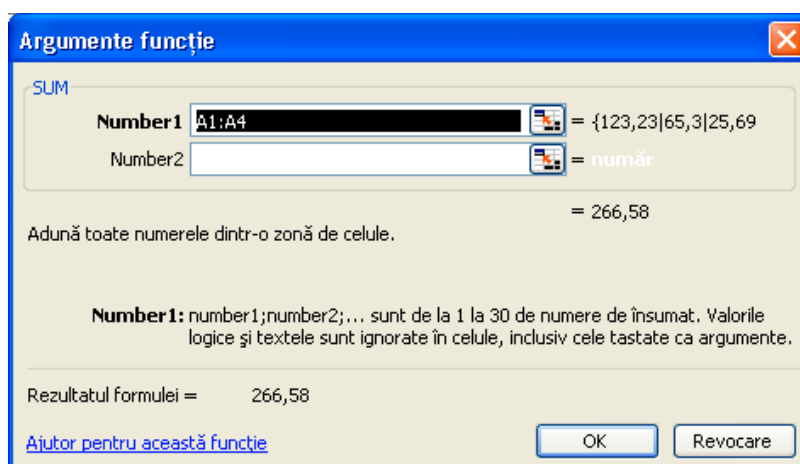 Argumente funcție
SUM
Number1 A1:A4 = {123,23|65,3|25,69
Number2 = număr
= 266,58
Adună toate numerele dintr-o zonă de celule.
Number1: number1;number2;... sunt de la 1 la 30 de numere de însumat. Valorile
logice și textele sunt ignorate în celule, inclusiv cele tastate ca argumente.
Rezultatul formulei = 266,58
Ajutor pentru această funcție OK Revocare